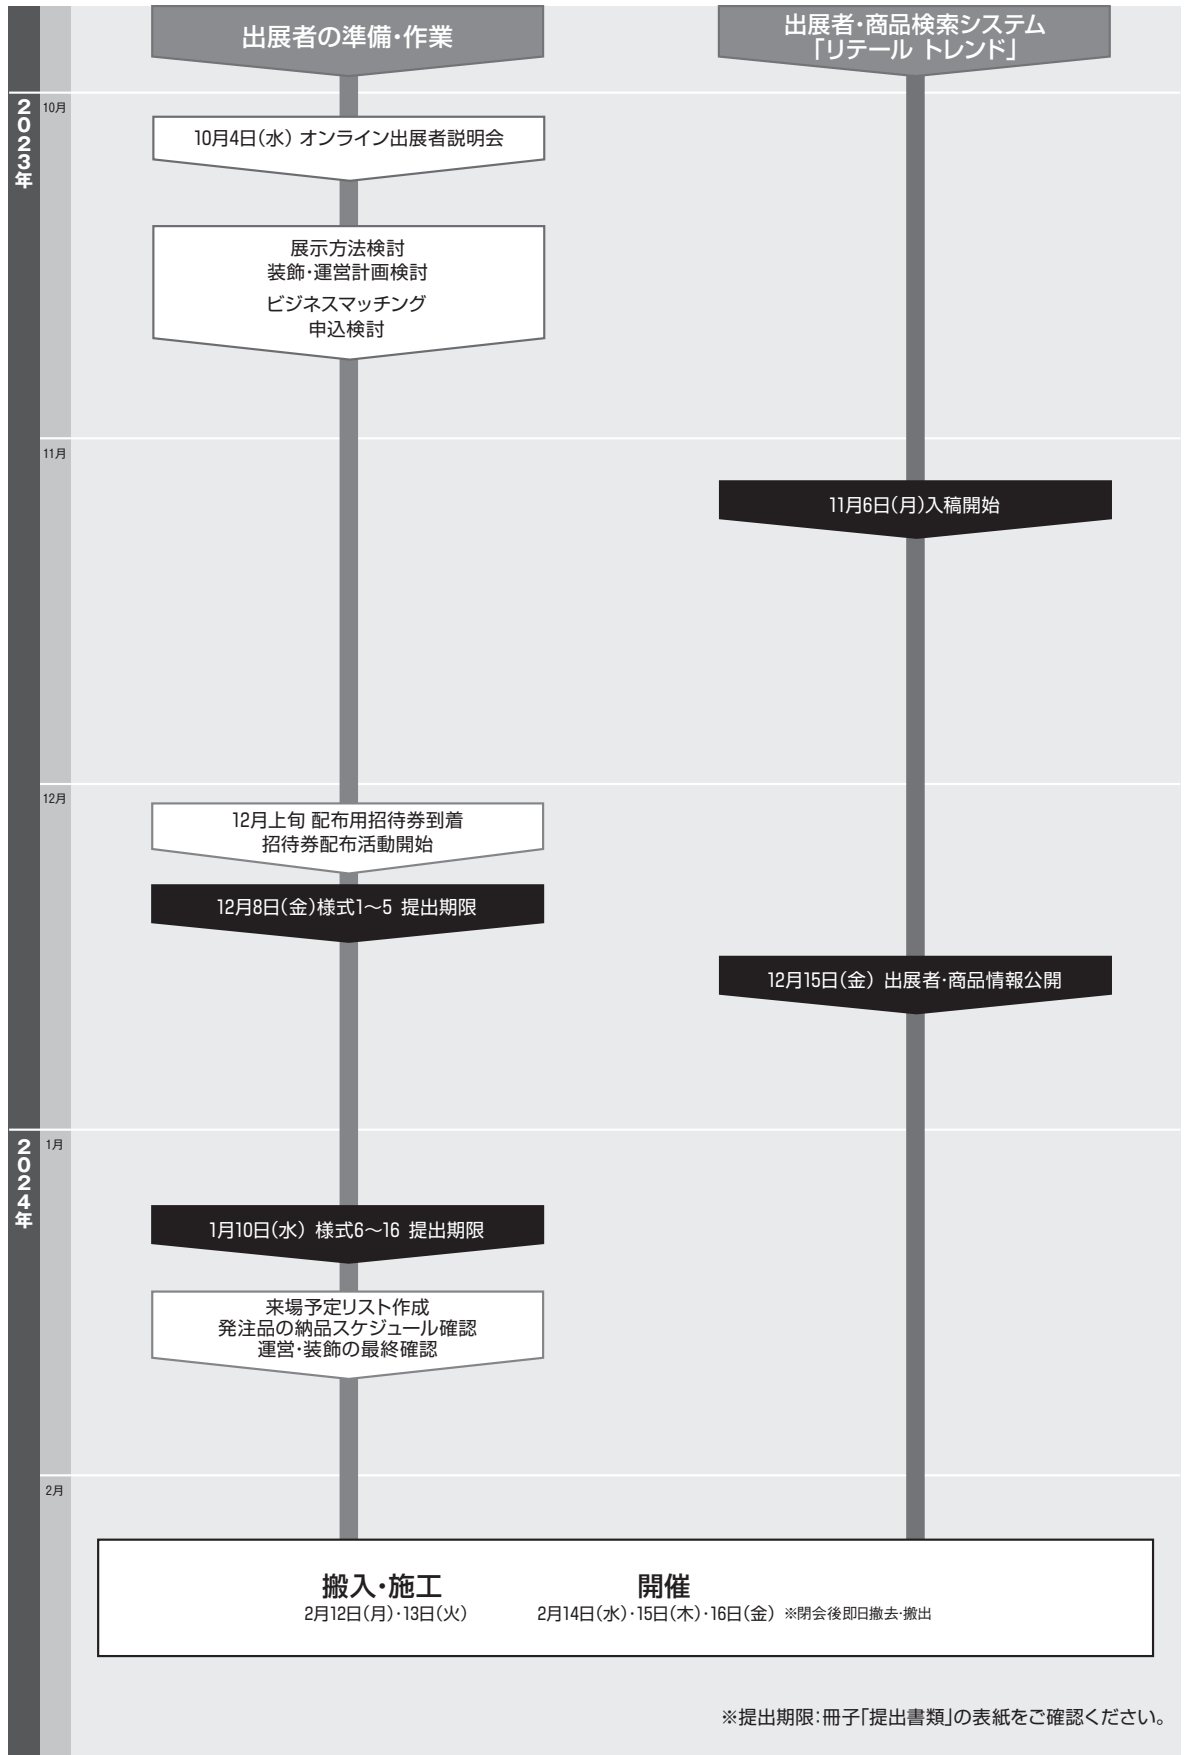 出展者の準備・作業
出展者・商品検索システム
「リテール トレンド」
2023年
10月
10月4日(水) オンライン出展者説明会
展示方法検討
装飾・運営計画検討
ビジネスマッチング
申込検討
11月
11月6日(月)入稿開始
12月
12月上旬 配布用招待券到着
招待券配布活動開始
12月8日(金)様式1〜5 提出期限
12月15日(金) 出展者・商品情報公開
2024年
1月
1月10日(水) 様式6〜16 提出期限
来場予定リスト作成
発注品の納品スケジュール確認
運営・装飾の最終確認
2月
搬入・施工
2月12日(月)・13日(火)
開催
2月14日(水)・15日(木)・16日(金) ※閉会後即日撤去・搬出
※提出期限:冊子「提出書類」の表紙をご確認ください。